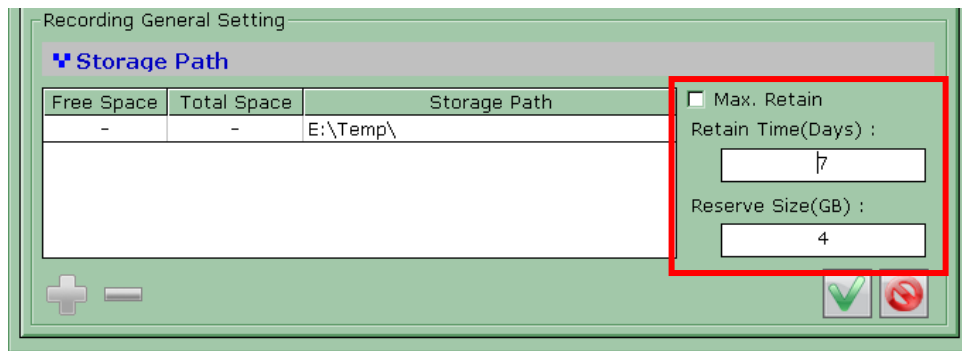 Recording General Setting
Storage Path
Free Space Total Space Storage Path
- - E:\Temp\
Max. Retain
Retain Time(Days) :
7
Reserve Size(GB) :
4